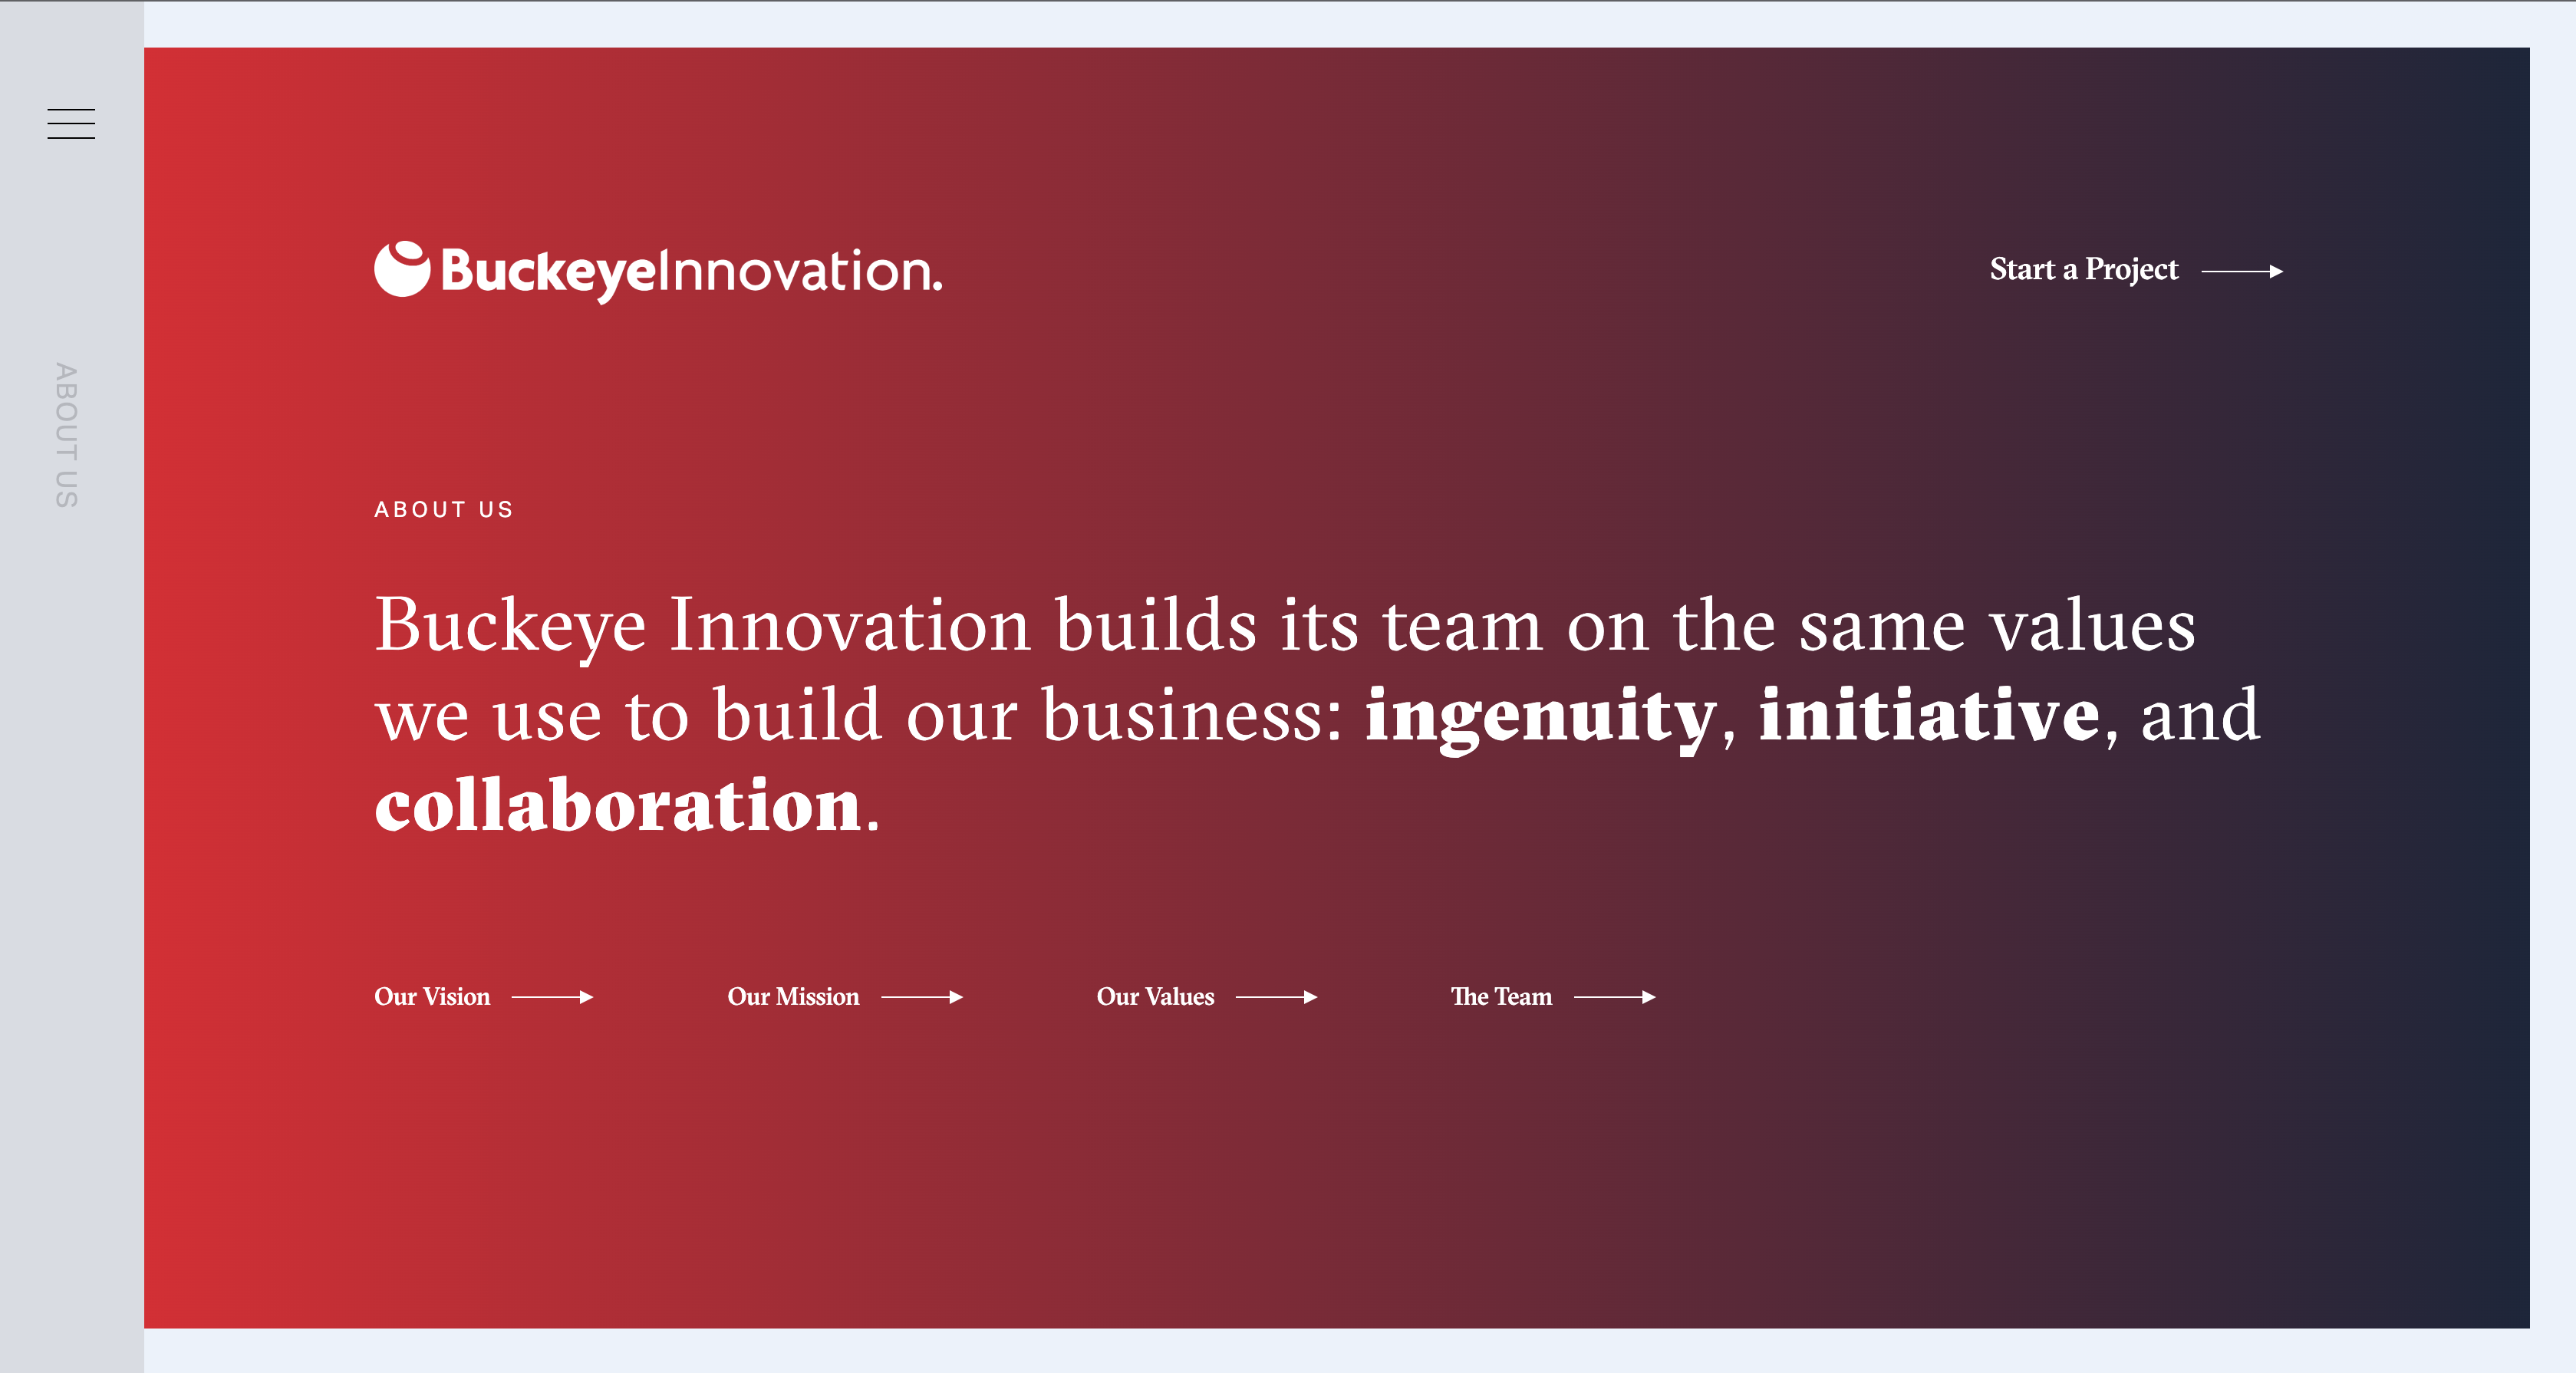 BuckeyeInnovation.
Start a Project
ABOUT US
ABOUT US
Buckeye Innovation builds its team on the same values
we use to build our business: ingenuity, initiative, and
collaboration.
Our Vision
Our Mission
Our Values
The Team